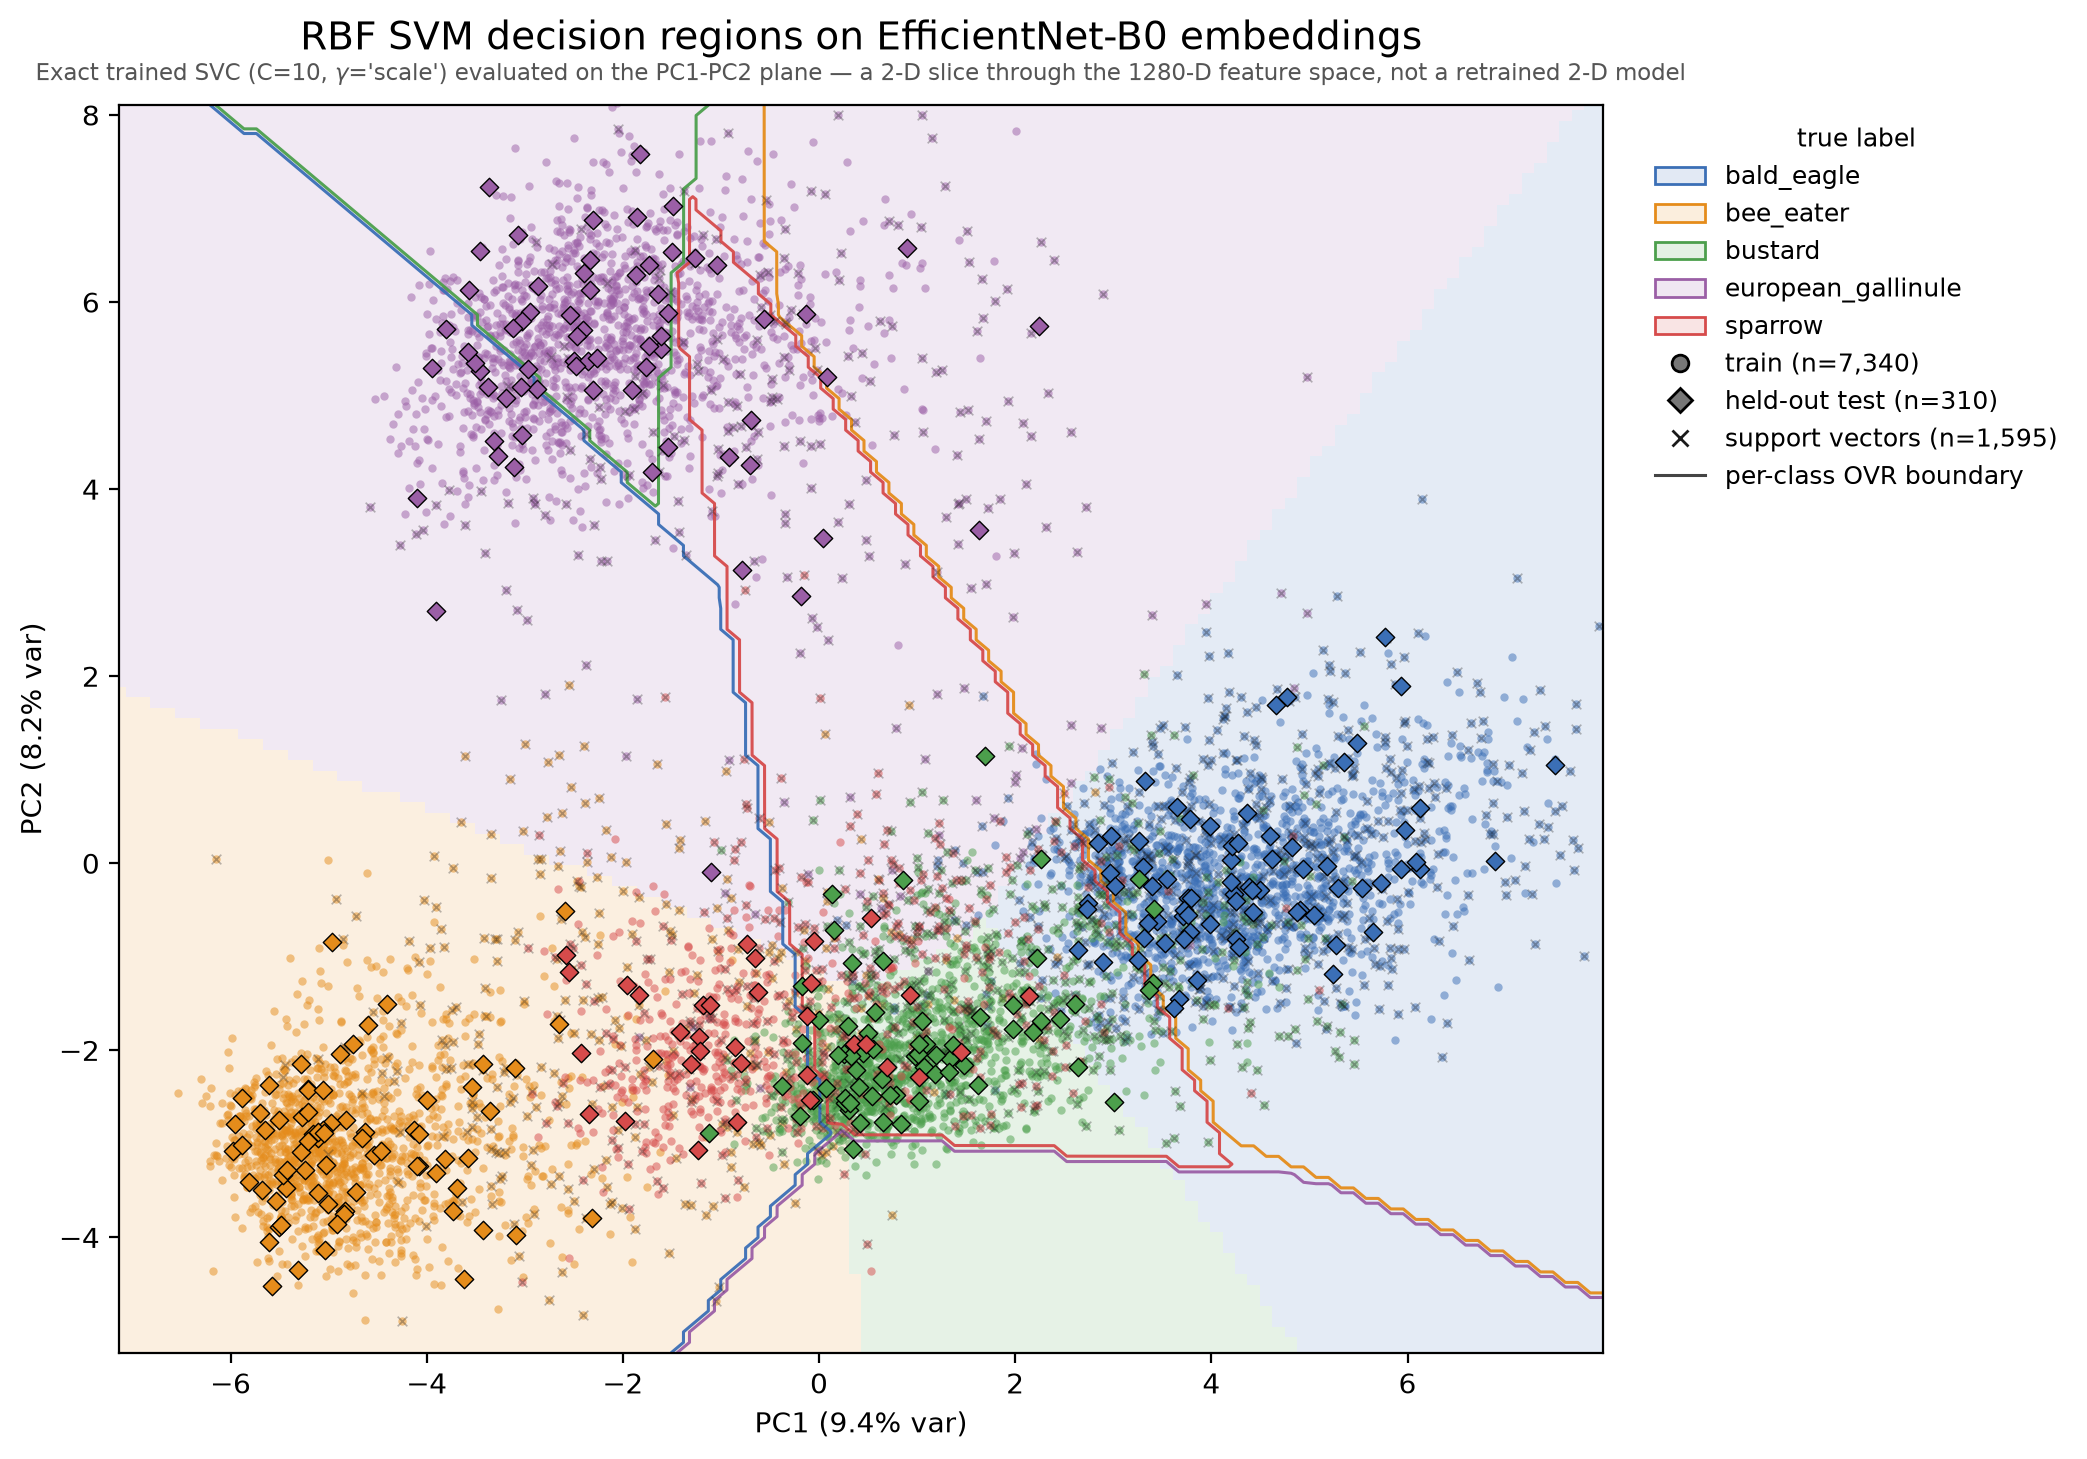 RBF SVM decision regions on EfficientNet-B0 embeddings
Exact trained SVC (C=10, γ='scale') evaluated on the PC1-PC2 plane — a 2-D slice through the 1280-D feature space, not a retrained 2-D model
8
6
4
2
0
−2
−4
PC2 (8.2% var)
−6
−4
−2
0
2
4
6
PC1 (9.4% var)
true label
bald_eagle
bee_eater
bustard
european_gallinule
sparrow
train (n=7,340)
held-out test (n=310)
support vectors (n=1,595)
per-class OVR boundary